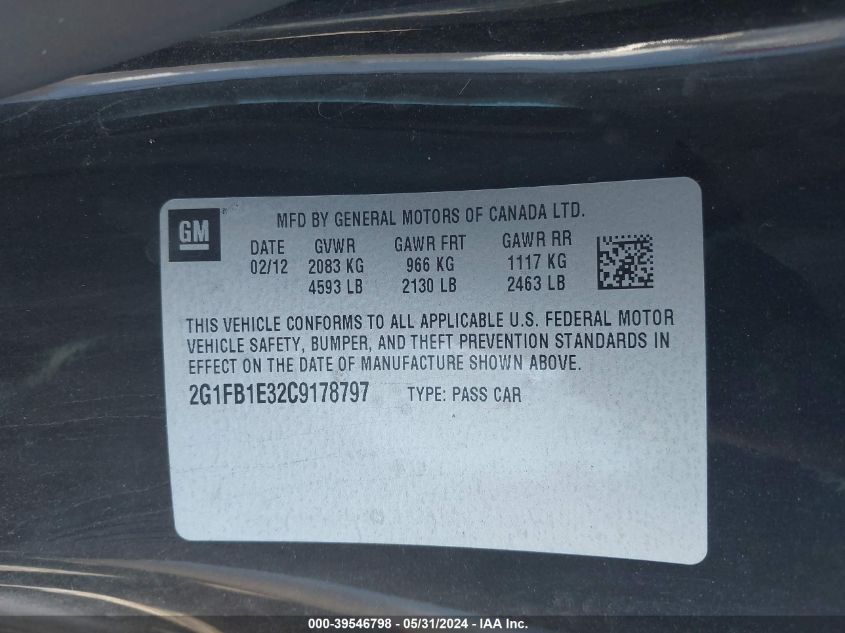 GM ® MFD BY GENERAL MOTORS OF CANADA LTD.
DATE GVWR GAWR FRT GAWR RR
02/12 2083 KG 966 KG 1117 KG
4593 LB 2130 LB 2463 LB
THIS VEHICLE CONFORMS TO ALL APPLICABLE U.S. FEDERAL MOTOR
VEHICLE SAFETY, BUMPER, AND THEFT PREVENTION STANDARDS IN
EFFECT ON THE DATE OF MANUFACTURE SHOWN ABOVE.
2G1FB1E32C9178797 TYPE: PASS CAR
000-39546798 - 05/31/2024 - IAA Inc.